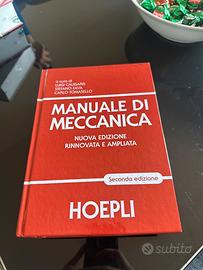 a cura di
LUIGI CALIGARIS
STEFANO FAVA
CARLO TOMASELLO
MANUALE DI
MECCANICA
NUOVA EDIZIONE
RINNOVATA E AMPLIATA
Seconda edizione
HOEPLI
subito